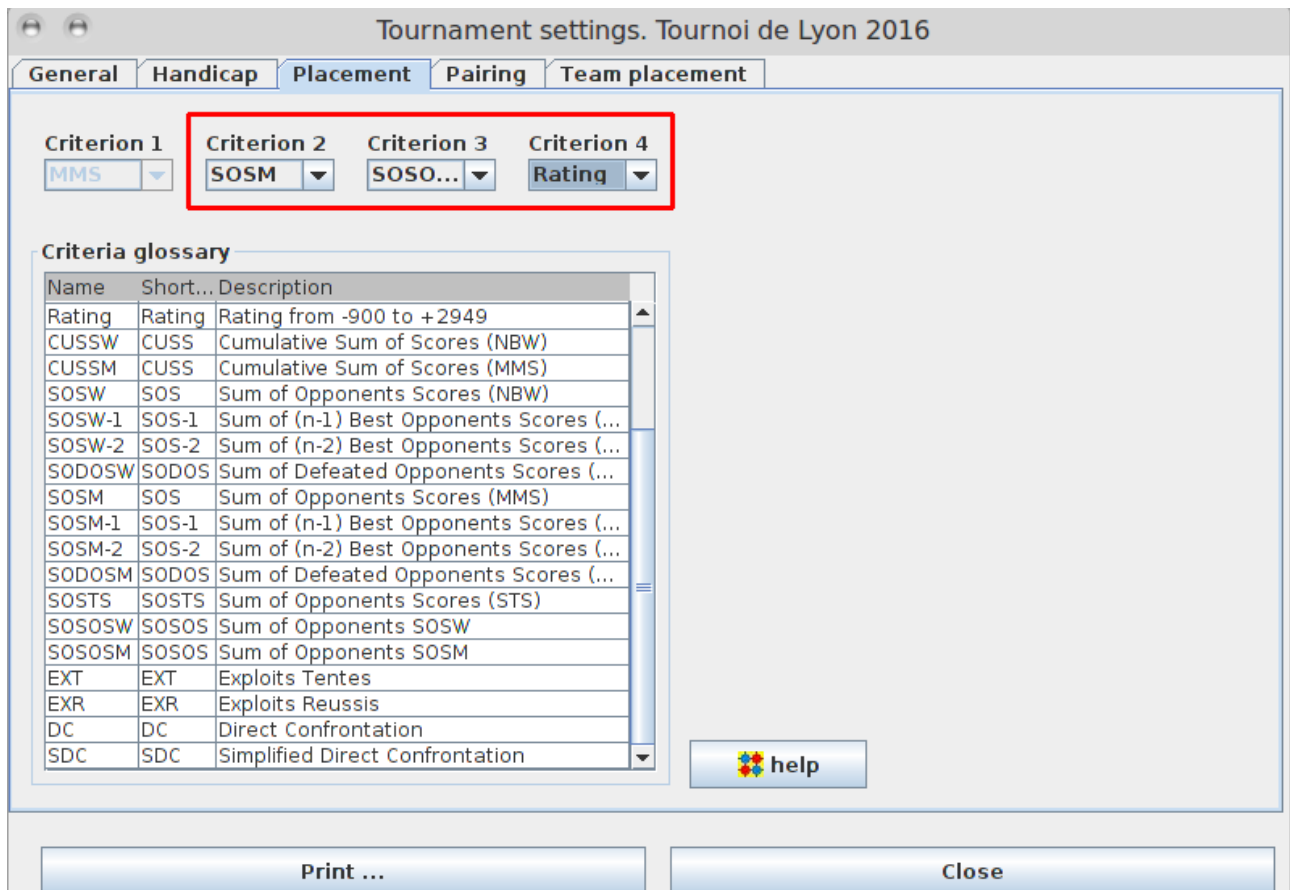 Tournament settings. Tournoi de Lyon 2016
General Handicap Placement Pairing Team placement
Criterion 1 Criterion 2 Criterion 3 Criterion 4
MMS SOSM SOSO... Rating
Criteria glossary
Name Short... Description
Rating Rating Rating from -900 to +2949
CUSSW CUSS Cumulative Sum of Scores (NBW)
CUSSM CUSS Cumulative Sum of Scores (MMS)
SOSW SOS Sum of Opponents Scores (NBW)
SOSW-1 SOS-1 Sum of (n-1) Best Opponents Scores (...
SOSW-2 SOS-2 Sum of (n-2) Best Opponents Scores (...
SODOSW SODOS Sum of Defeated Opponents Scores (...
SOSM SOS Sum of Opponents Scores (MMS)
SOSM-1 SOS-1 Sum of (n-1) Best Opponents Scores (...
SOSM-2 SOS-2 Sum of (n-2) Best Opponents Scores (...
SODOSM SODOS Sum of Defeated Opponents Scores (...
SOSTS SOSTS Sum of Opponents Scores (STS)
SOSOSW SOSOS Sum of Opponents SOSW
SOSOSM SOSOS Sum of Opponents SOSM
EXT EXT Exploits Tentes
EXR EXR Exploits Reussis
DC DC Direct Confrontation
SDC SDC Simplified Direct Confrontation
help
Print ... Close